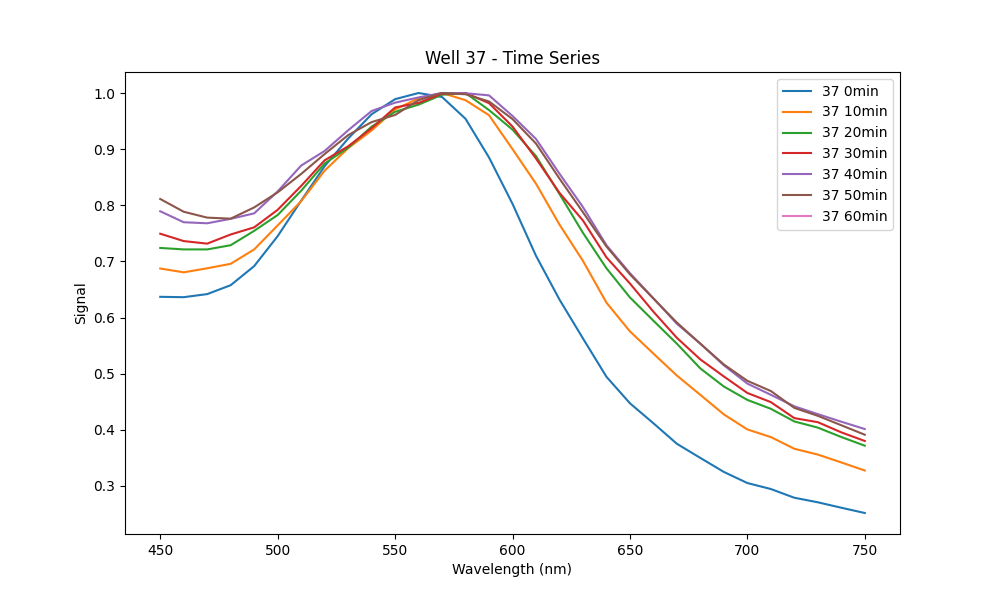 Well 37 - Time Series
37 0min
37 10min
37 20min
37 30min
37 40min
37 50min
37 60min
Signal
1.0
0.9
0.8
0.7
0.6
0.5
0.4
0.3
450 500 550 600 650 700 750
Wavelength (nm)